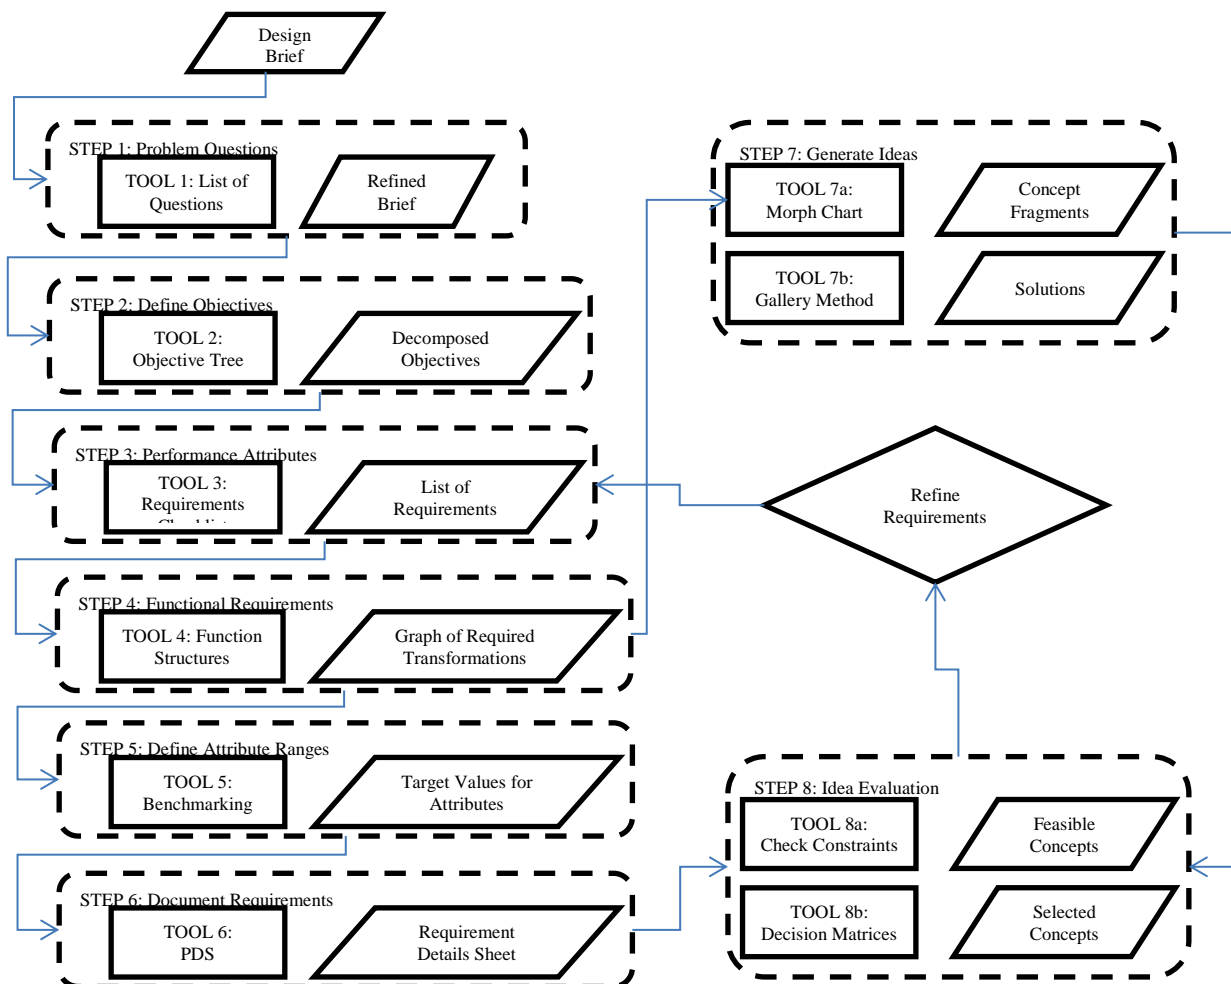 Design
Brief
STEP 1: Problem Questions
TOOL 1: List of
Questions
Refined
Brief
STEP 2: Define Objectives
TOOL 2:
Objective Tree
Decomposed
Objectives
STEP 3: Performance Attributes
TOOL 3:
Requirements
List of
Requirements
STEP 4: Functional Requirements
TOOL 4: Function
Structures
Graph of Required
Transformations
STEP 5: Define Attribute Ranges
TOOL 5:
Benchmarking
Target Values for
Attributes
STEP 6: Document Requirements
TOOL 6:
PDS
Requirement
Details Sheet
STEP 7: Generate Ideas
TOOL 7a:
Morph Chart
Concept
Fragments
TOOL 7b:
Gallery Method
Solutions
Refine
Requirements
STEP 8: Idea Evaluation
TOOL 8a:
Check Constraints
Feasible
Concepts
TOOL 8b:
Decision Matrices
Selected
Concepts